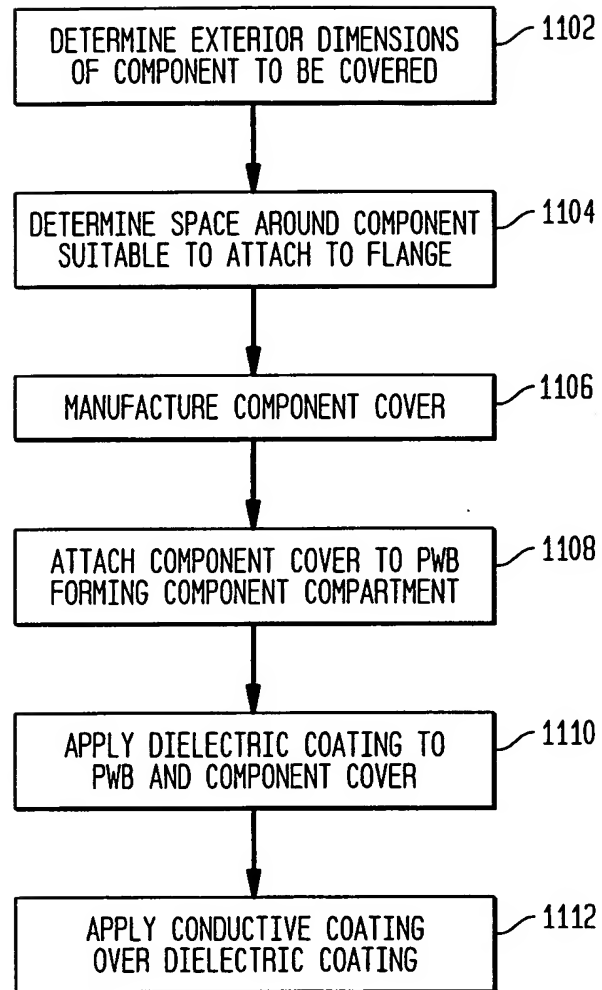 DETERMINE EXTERIOR DIMENSIONS
OF COMPONENT TO BE COVERED
1102
DETERMINE SPACE AROUND COMPONENT
SUITABLE TO ATTACH TO FLANGE
1104
MANUFACTURE COMPONENT COVER
1106
ATTACH COMPONENT COVER TO PWB
FORMING COMPONENT COMPARTMENT
1108
APPLY DIELECTRIC COATING TO
PWB AND COMPONENT COVER
1110
APPLY CONDUCTIVE COATING
OVER DIELECTRIC COATING
1112